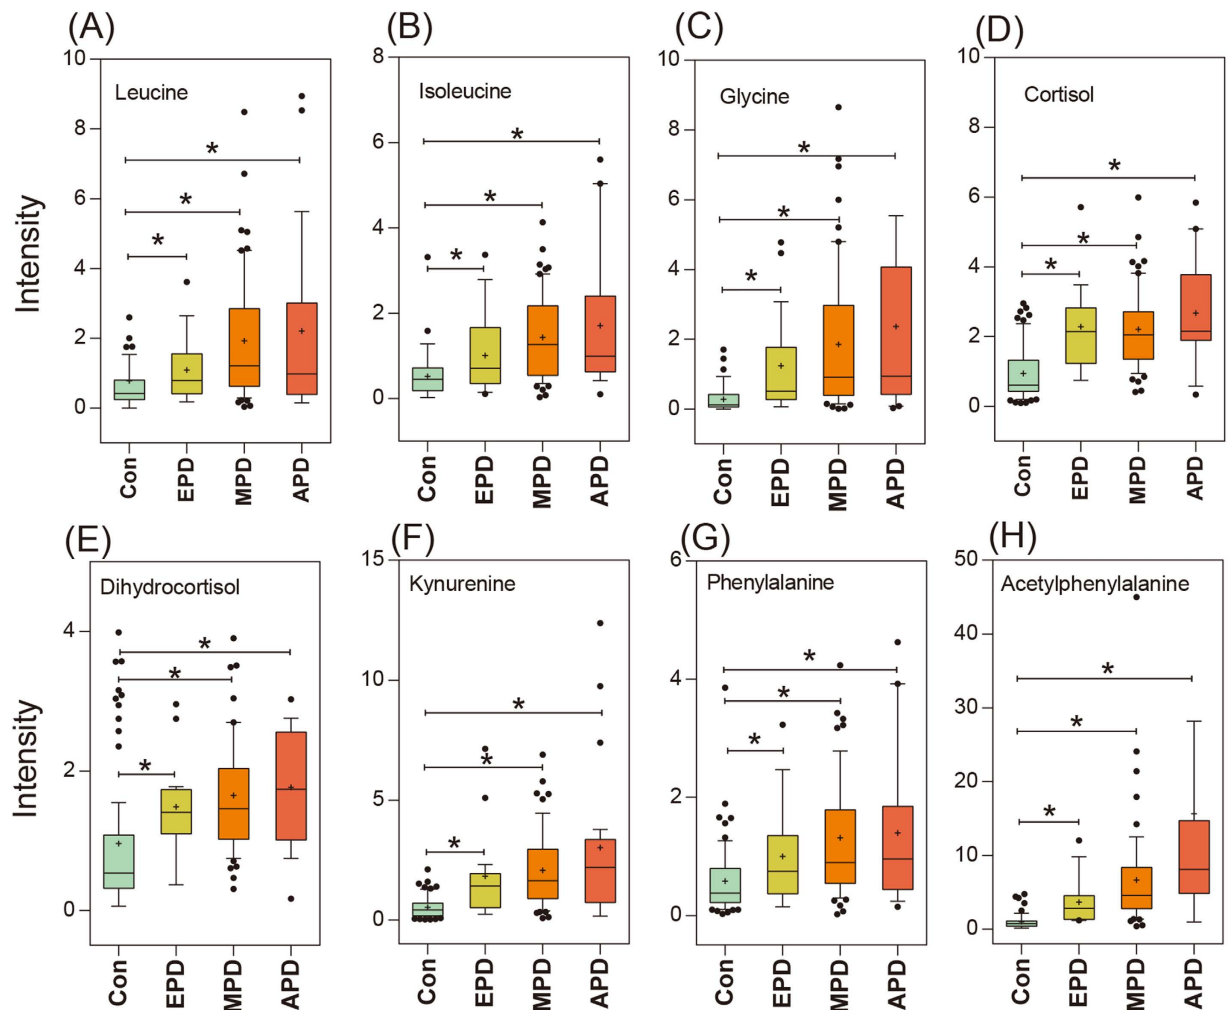 (A) (B) (C) (D)
10 8 10 10
Leucine Isoleucine Glycine Cortisol
8 6 8 8
* * * *
6 4 6 6
* * * *
Intensity
* * * *
4 2 4 4
2 0 2 2
0 0 0
Con EPD MPD APD Con EPD MPD APD Con EPD MPD APD Con EPD MPD APD
(E) (F) (G) (H)
15 6 50
Dihydrocortisol Kynurenine Phenylalanine Acetylphenylalanine
4 10 4 40
* * * *
30
* * * *
Intensity
2 5 2 20
* * * *
10
0 0 0 0
Con EPD MPD APD Con EPD MPD APD Con EPD MPD APD Con EPD MPD APD